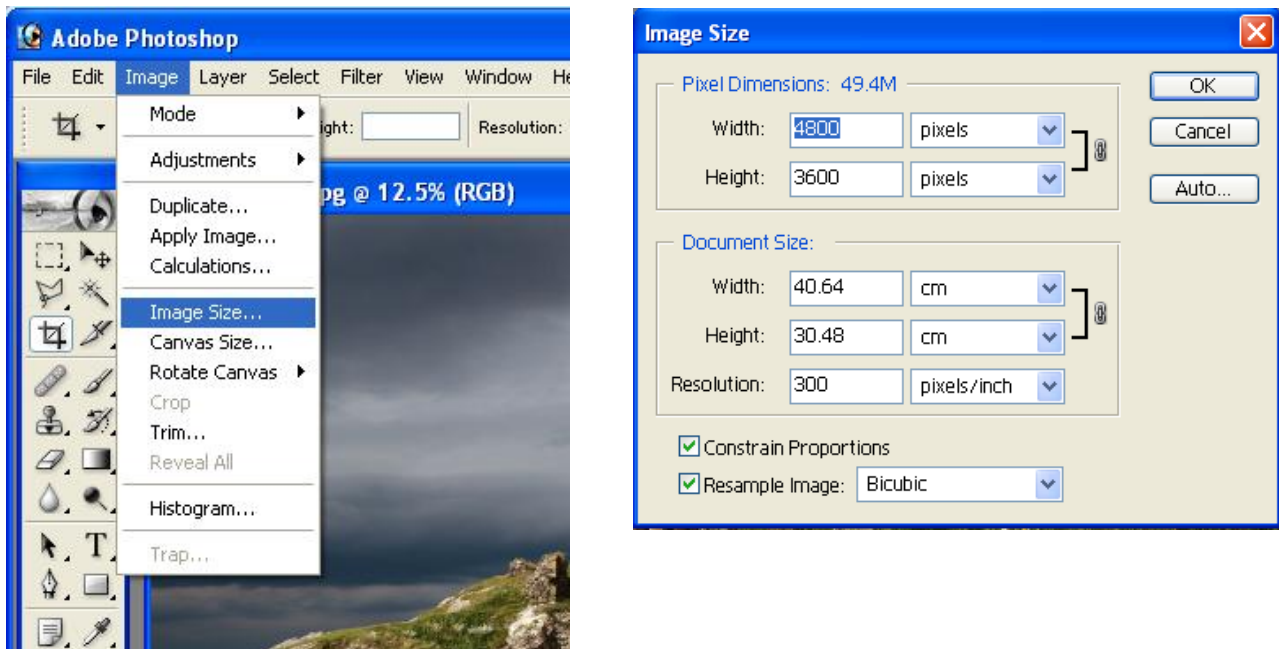 Adobe Photoshop
File Edit Image Layer Select Filter View Window He
ight: Resolution:
pg @ 12.5% (RGB)
Mode
Adjustments
Duplicate...
Apply Image...
Calculations...
Image Size...
Canvas Size...
Rotate Canvas
Crop
Trim...
Reveal All
Histogram...
Trap...
T
Image Size
Pixel Dimensions: 49.4M
Width: 4800 pixels
Height: 3600 pixels
Document Size:
Width: 40.64 cm
Height: 30.48 cm
Resolution: 300 pixels/inch
Constrain Proportions
Resample Image: Bicubic
OK
Cancel
Auto...